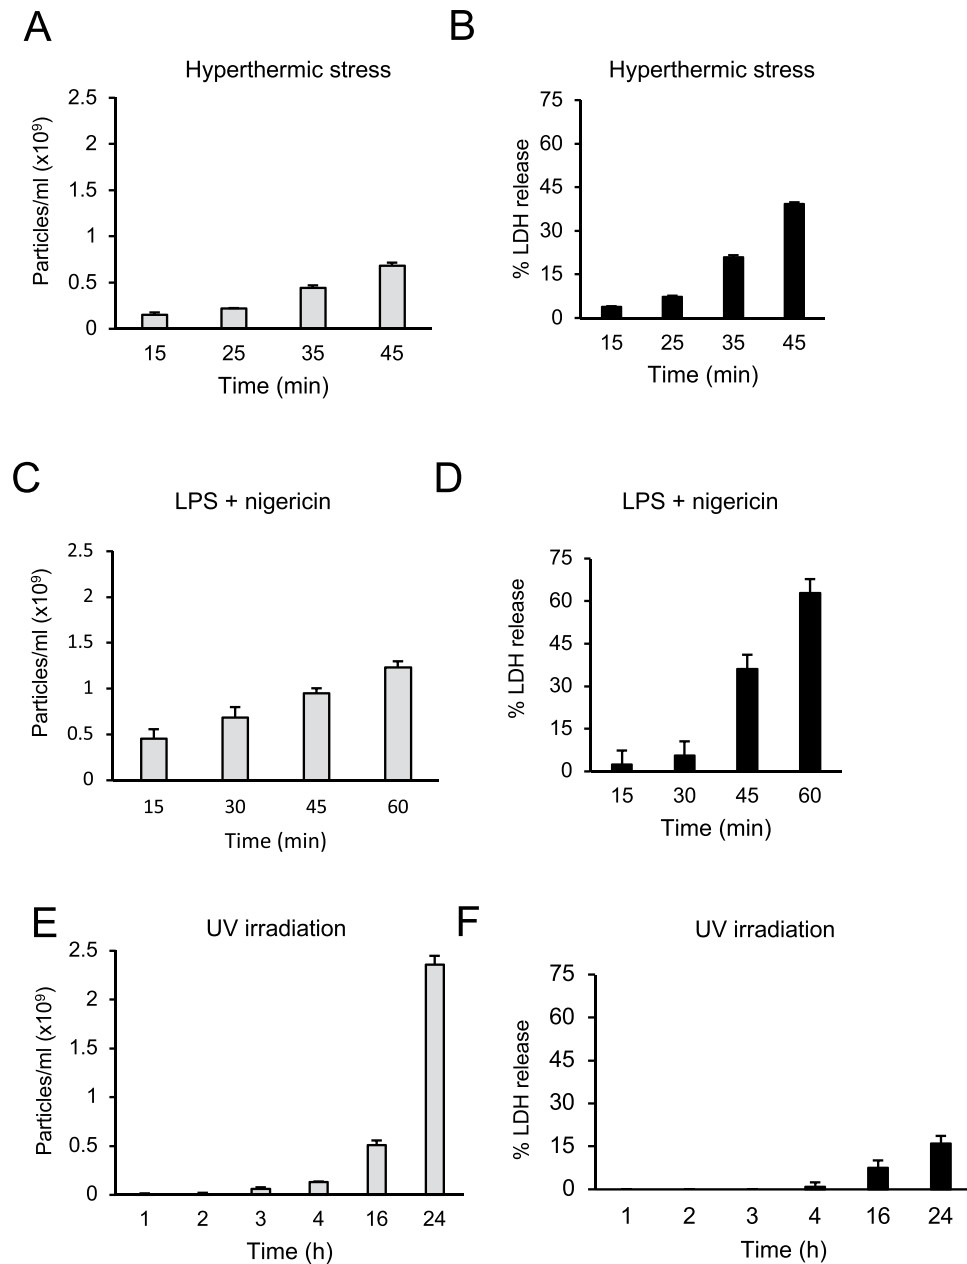 A
Hyperthermic stress
Particles/ml (x10⁹)
2.5
2
1.5
1
0.5
0
15 25 35 45
Time (min)
B
Hyperthermic stress
% LDH release
75
60
45
30
15
0
15 25 35 45
Time (min)
C
LPS + nigericin
Particles/ml (x10⁹)
2.5
2
1.5
1
0.5
0
15 30 45 60
Time (min)
D
LPS + nigericin
% LDH release
75
60
45
30
15
0
15 30 45 60
Time (min)
E
UV irradiation
Particles/ml (x10⁹)
2.5
2
1.5
1
0.5
0
1 2 3 4 16 24
Time (h)
F
UV irradiation
% LDH release
75
60
45
30
15
0
1 2 3 4 16 24
Time (h)